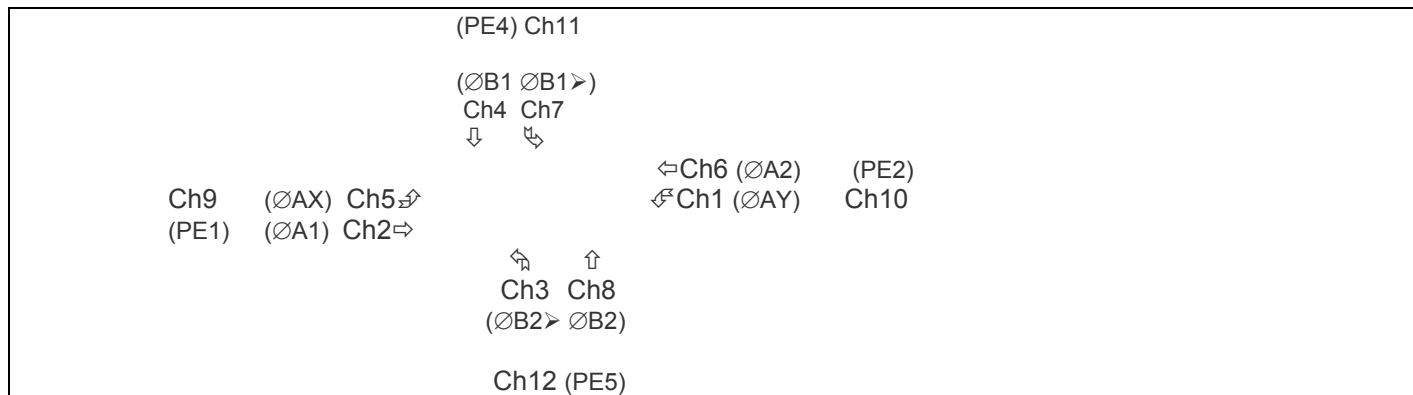 (PE4) Ch11
(∅B1 ∅B1➢)
Ch4 Ch7
⇩ ⮱
⇦Ch6 (∅A2) (PE2)
Ch9 (∅AX) Ch5⮵ ⮰Ch1 (∅AY) Ch10
(PE1) (∅A1) Ch2⇨
⮢ ⇧
Ch3 Ch8
(∅B2➢ ∅B2)
Ch12 (PE5)